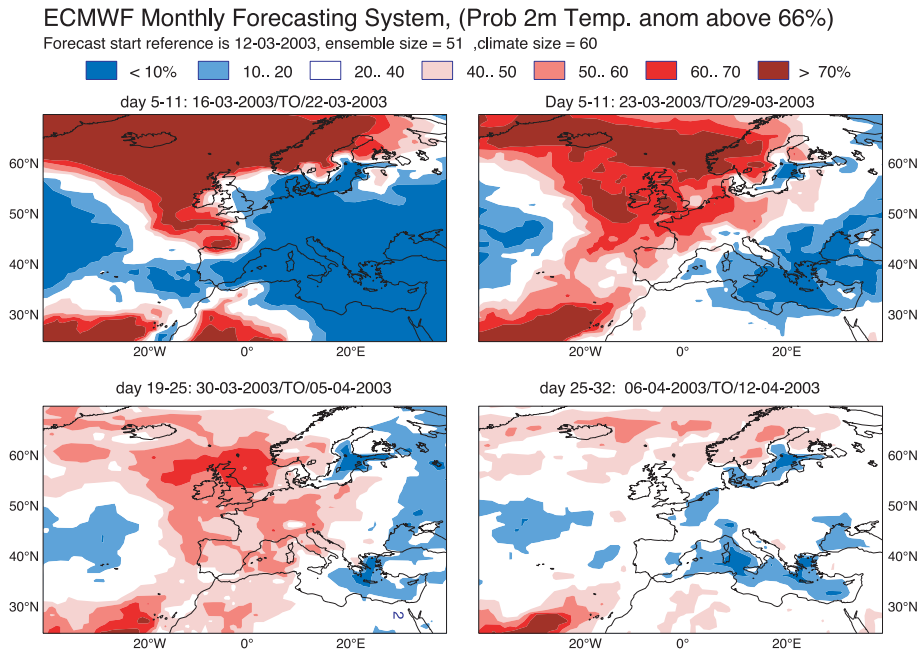 ECMWF Monthly Forecasting System, (Prob 2m Temp. anom above 66%)
Forecast start reference is 12-03-2003, ensemble size = 51 ,climate size = 60
< 10% 10.. 20 20.. 40 40.. 50 50.. 60 60.. 70 > 70%
day 5-11: 16-03-2003/TO/22-03-2003
Day 5-11: 23-03-2003/TO/29-03-2003
60°N 60°N
50°N 50°N
40°N 40°N
30°N 30°N
20°W 0° 20°E 20°W 0° 20°E
day 19-25: 30-03-2003/TO/05-04-2003
day 25-32: 06-04-2003/TO/12-04-2003
60°N 60°N
50°N 50°N
40°N 40°N
30°N 2 30°N
20°W 0° 20°E 20°W 0° 20°E